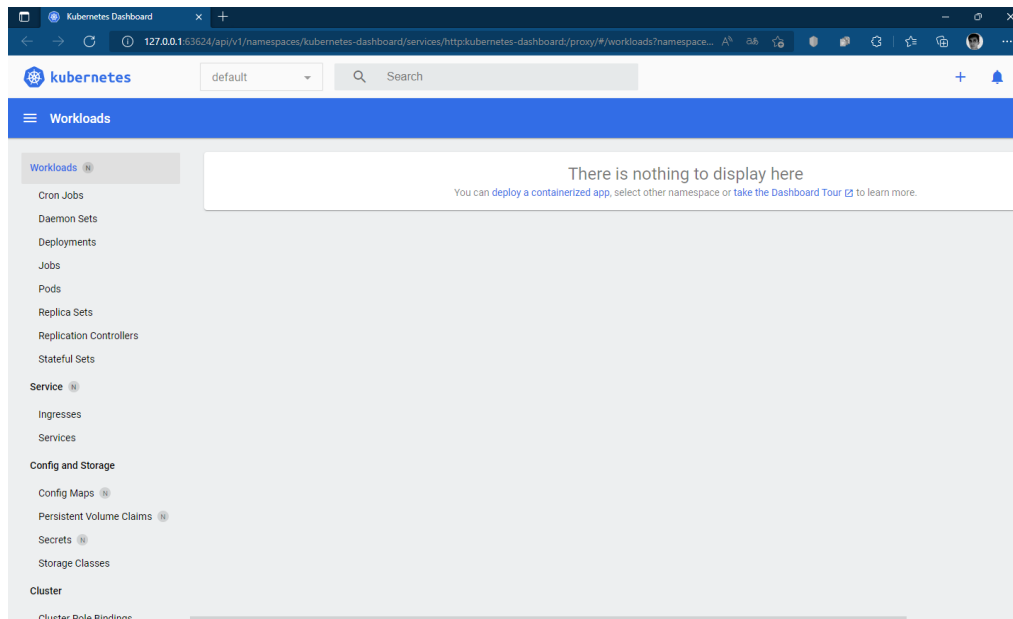 Kubernetes Dashboard
127.0.0.1:63624/api/v1/namespaces/kubernetes-dashboard/services/http:kubernetes-dashboard:/proxy/#/workloads?namespace...
kubernetes
default
Search
Workloads
Workloads N
There is nothing to display here
You can deploy a containerized app, select other namespace or take the Dashboard Tour to learn more.
Cron Jobs
Daemon Sets
Deployments
Jobs
Pods
Replica Sets
Replication Controllers
Stateful Sets
Service N
Ingresses
Services
Config and Storage
Config Maps N
Persistent Volume Claims N
Secrets N
Storage Classes
Cluster
Cluster Role Bindings